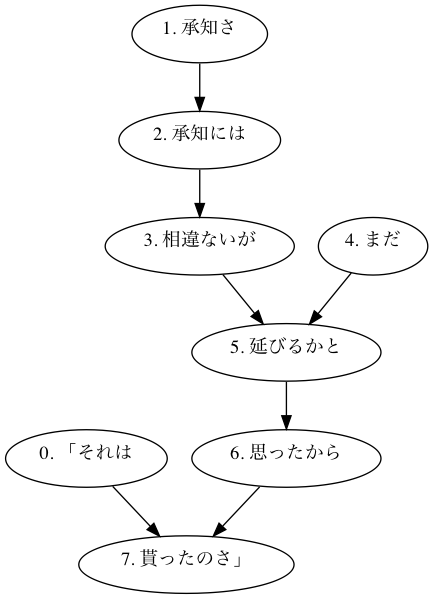 1. 承知さ
2. 承知には
3. 相違ないが
4. まだ
5. 延びるかと
0. 「それは
6. 思ったから
7. 貰ったのさ」